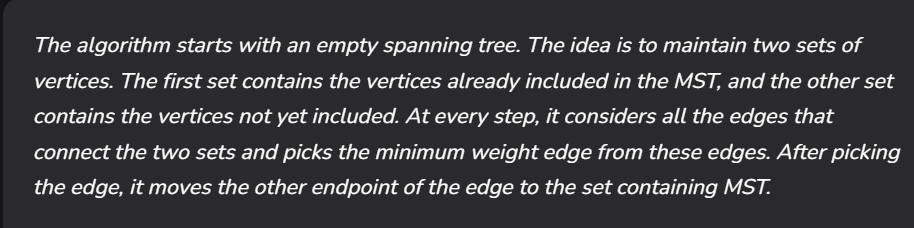 The algorithm starts with an empty spanning tree. The idea is to maintain two sets of
vertices. The first set contains the vertices already included in the MST, and the other set
contains the vertices not yet included. At every step, it considers all the edges that
connect the two sets and picks the minimum weight edge from these edges. After picking
the edge, it moves the other endpoint of the edge to the set containing MST.